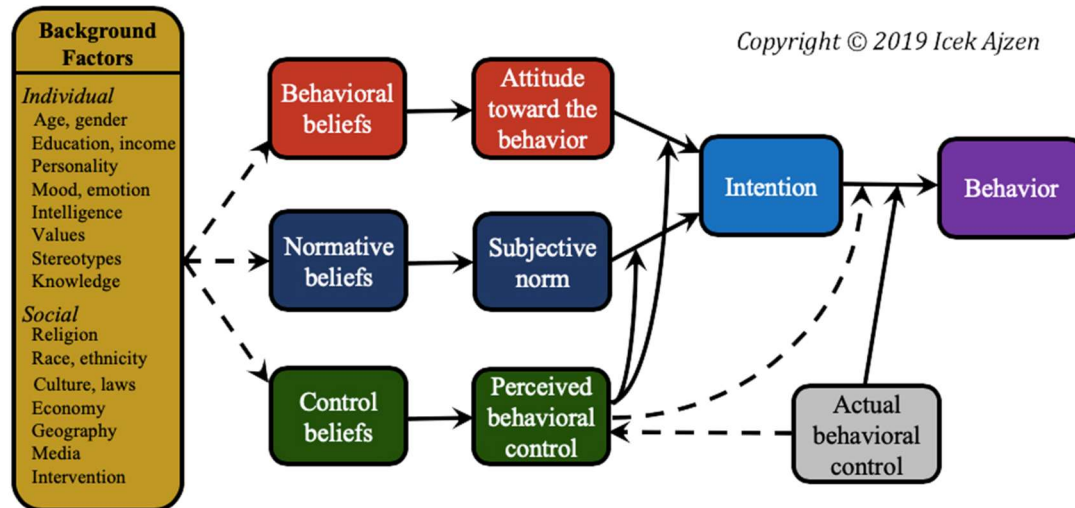 Background
Factors
Individual
Age, gender
Education, income
Personality
Mood, emotion
Intelligence
Values
Stereotypes
Knowledge
Social
Religion
Race, ethnicity
Culture, laws
Economy
Geography
Media
Intervention
Behavioral
beliefs
Attitude
toward the
behavior
Normative
beliefs
Subjective
norm
Control
beliefs
Perceived
behavioral
control
Intention
Behavior
Actual
behavioral
control
Copyright © 2019 Icek Ajzen